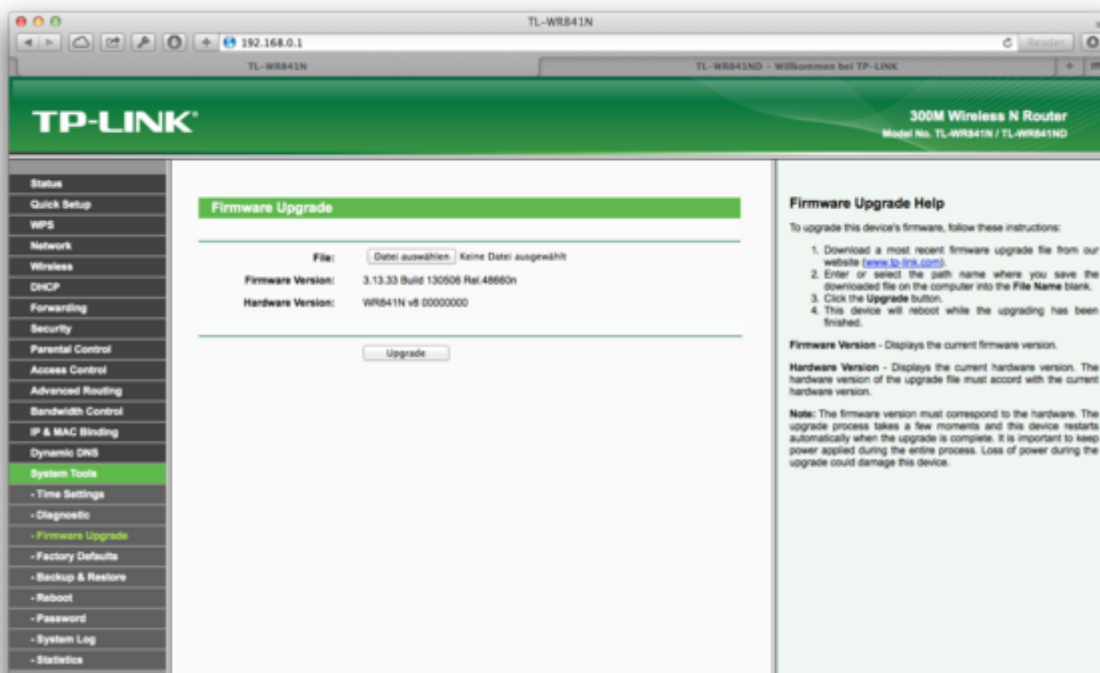 TL-WR841N
192.168.0.1
Reader
TL-WR841N
TL-WR841ND - Willkommen bei TP-LINK
TP-LINK®
300M Wireless N Router
Model No. TL-WR841N / TL-WR841ND
Status
Quick Setup
WPS
Network
Wireless
DHCP
Forwarding
Security
Parental Control
Access Control
Advanced Routing
Bandwidth Control
IP & MAC Binding
Dynamic DNS
System Tools
- Time Settings
- Diagnostic
- Firmware Upgrade
- Factory Defaults
- Backup & Restore
- Reboot
- Password
- System Log
- Statistics
Firmware Upgrade
File: Datei auswählen Keine Datei ausgewählt
Firmware Version: 3.13.33 Build 130506 Rel.48660n
Hardware Version: WR841N v8 00000000
Upgrade
Firmware Upgrade Help
To upgrade this device's firmware, follow these instructions:
1. Download a most recent firmware upgrade file from our
website (www.tp-link.com).
2. Enter or select the path name where you save the
downloaded file on the computer into the File Name blank.
3. Click the Upgrade button.
4. This device will reboot while the upgrading has been
finished.
Firmware Version - Displays the current firmware version.
Hardware Version - Displays the current hardware version. The
hardware version of the upgrade file must accord with the current
hardware version.
Note: The firmware version must correspond to the hardware. The
upgrade process takes a few moments and this device restarts
automatically when the upgrade is complete. It is important to keep
power applied during the entire process. Loss of power during the
upgrade could damage this device.